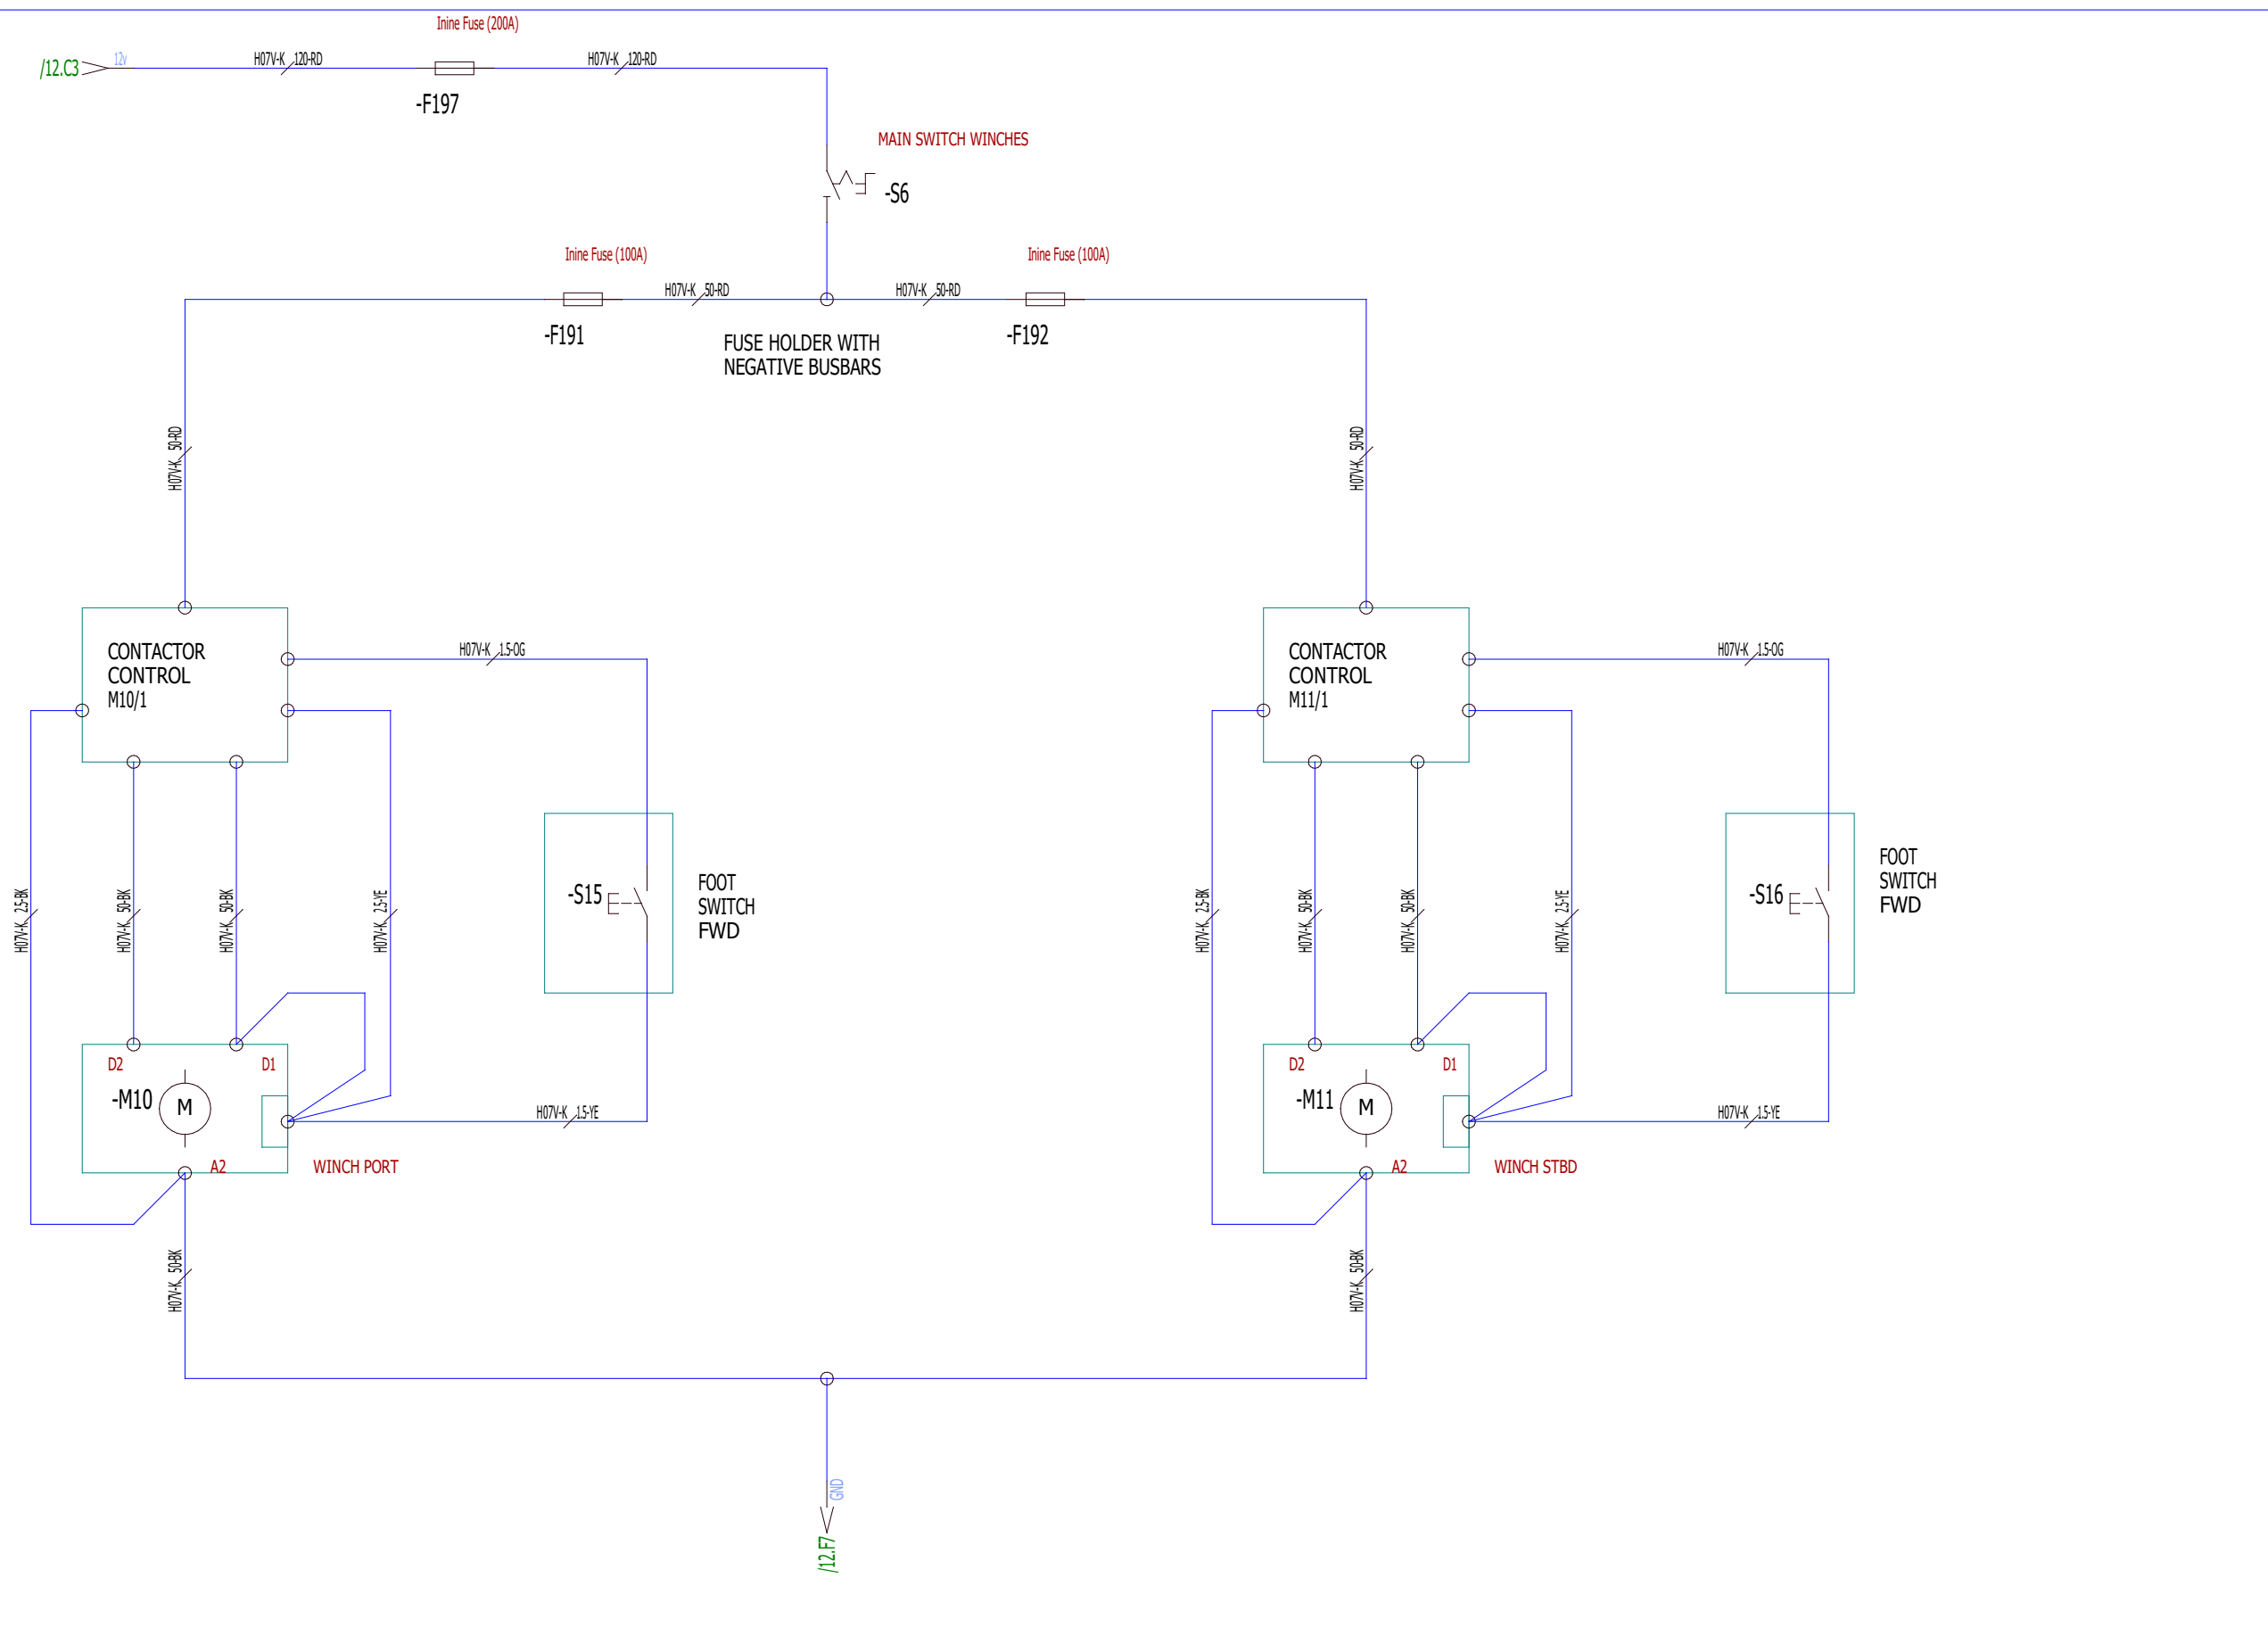 Inine Fuse (200A)
/12.C3
12v
H07V-K 120-RD
H07V-K 120-RD
-F197
MAIN SWITCH WINCHES
-S6
Inine Fuse (100A)
Inine Fuse (100A)
H07V-K 50-RD
H07V-K 50-RD
-F191
FUSE HOLDER WITH
NEGATIVE BUSBARS
-F192
H07V-K 50-RD
H07V-K 50-RD
CONTACTOR
CONTROL
M10/1
H07V-K 1.5-OG
CONTACTOR
CONTROL
M11/1
H07V-K 1.5-OG
H07V-K 2.5-BK
H07V-K 50-BK
H07V-K 50-BK
H07V-K 2.5-YE
-S15
FOOT
SWITCH
FWD
H07V-K 2.5-BK
H07V-K 50-BK
H07V-K 50-BK
H07V-K 2.5-YE
-S16
FOOT
SWITCH
FWD
D2
D1
-M10
M
H07V-K 1.5-YE
A2
WINCH PORT
D2
D1
-M11
M
H07V-K 1.5-YE
A2
WINCH STBD
H07V-K 50-BK
H07V-K 50-BK
GND
/12.F7